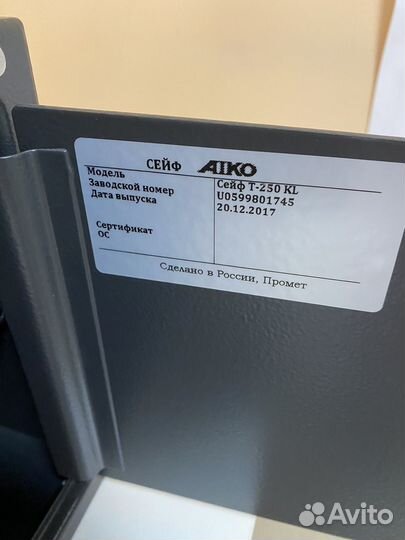 СЕЙФ AIKO
Модель Сейф T-250 KL
Заводской номер U0599801745
Дата выпуска 20.12.2017
Сертификат
ОС
Сделано в России, Промет
Avito